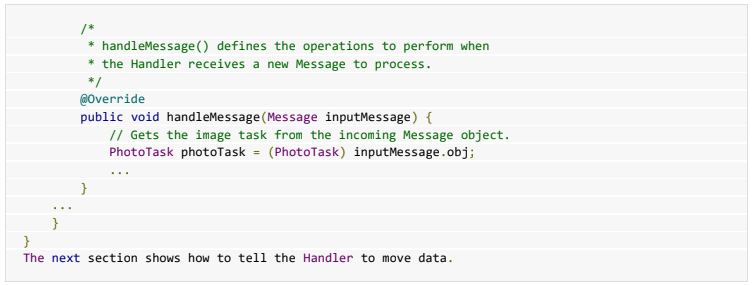 /*
* handleMessage() defines the operations to perform when
* the Handler receives a new Message to process.
*/
@Override
public void handleMessage(Message inputMessage) {
// Gets the image task from the incoming Message object.
PhotoTask photoTask = (PhotoTask) inputMessage.obj;
...
}
...
}
}
The next section shows how to tell the Handler to move data.